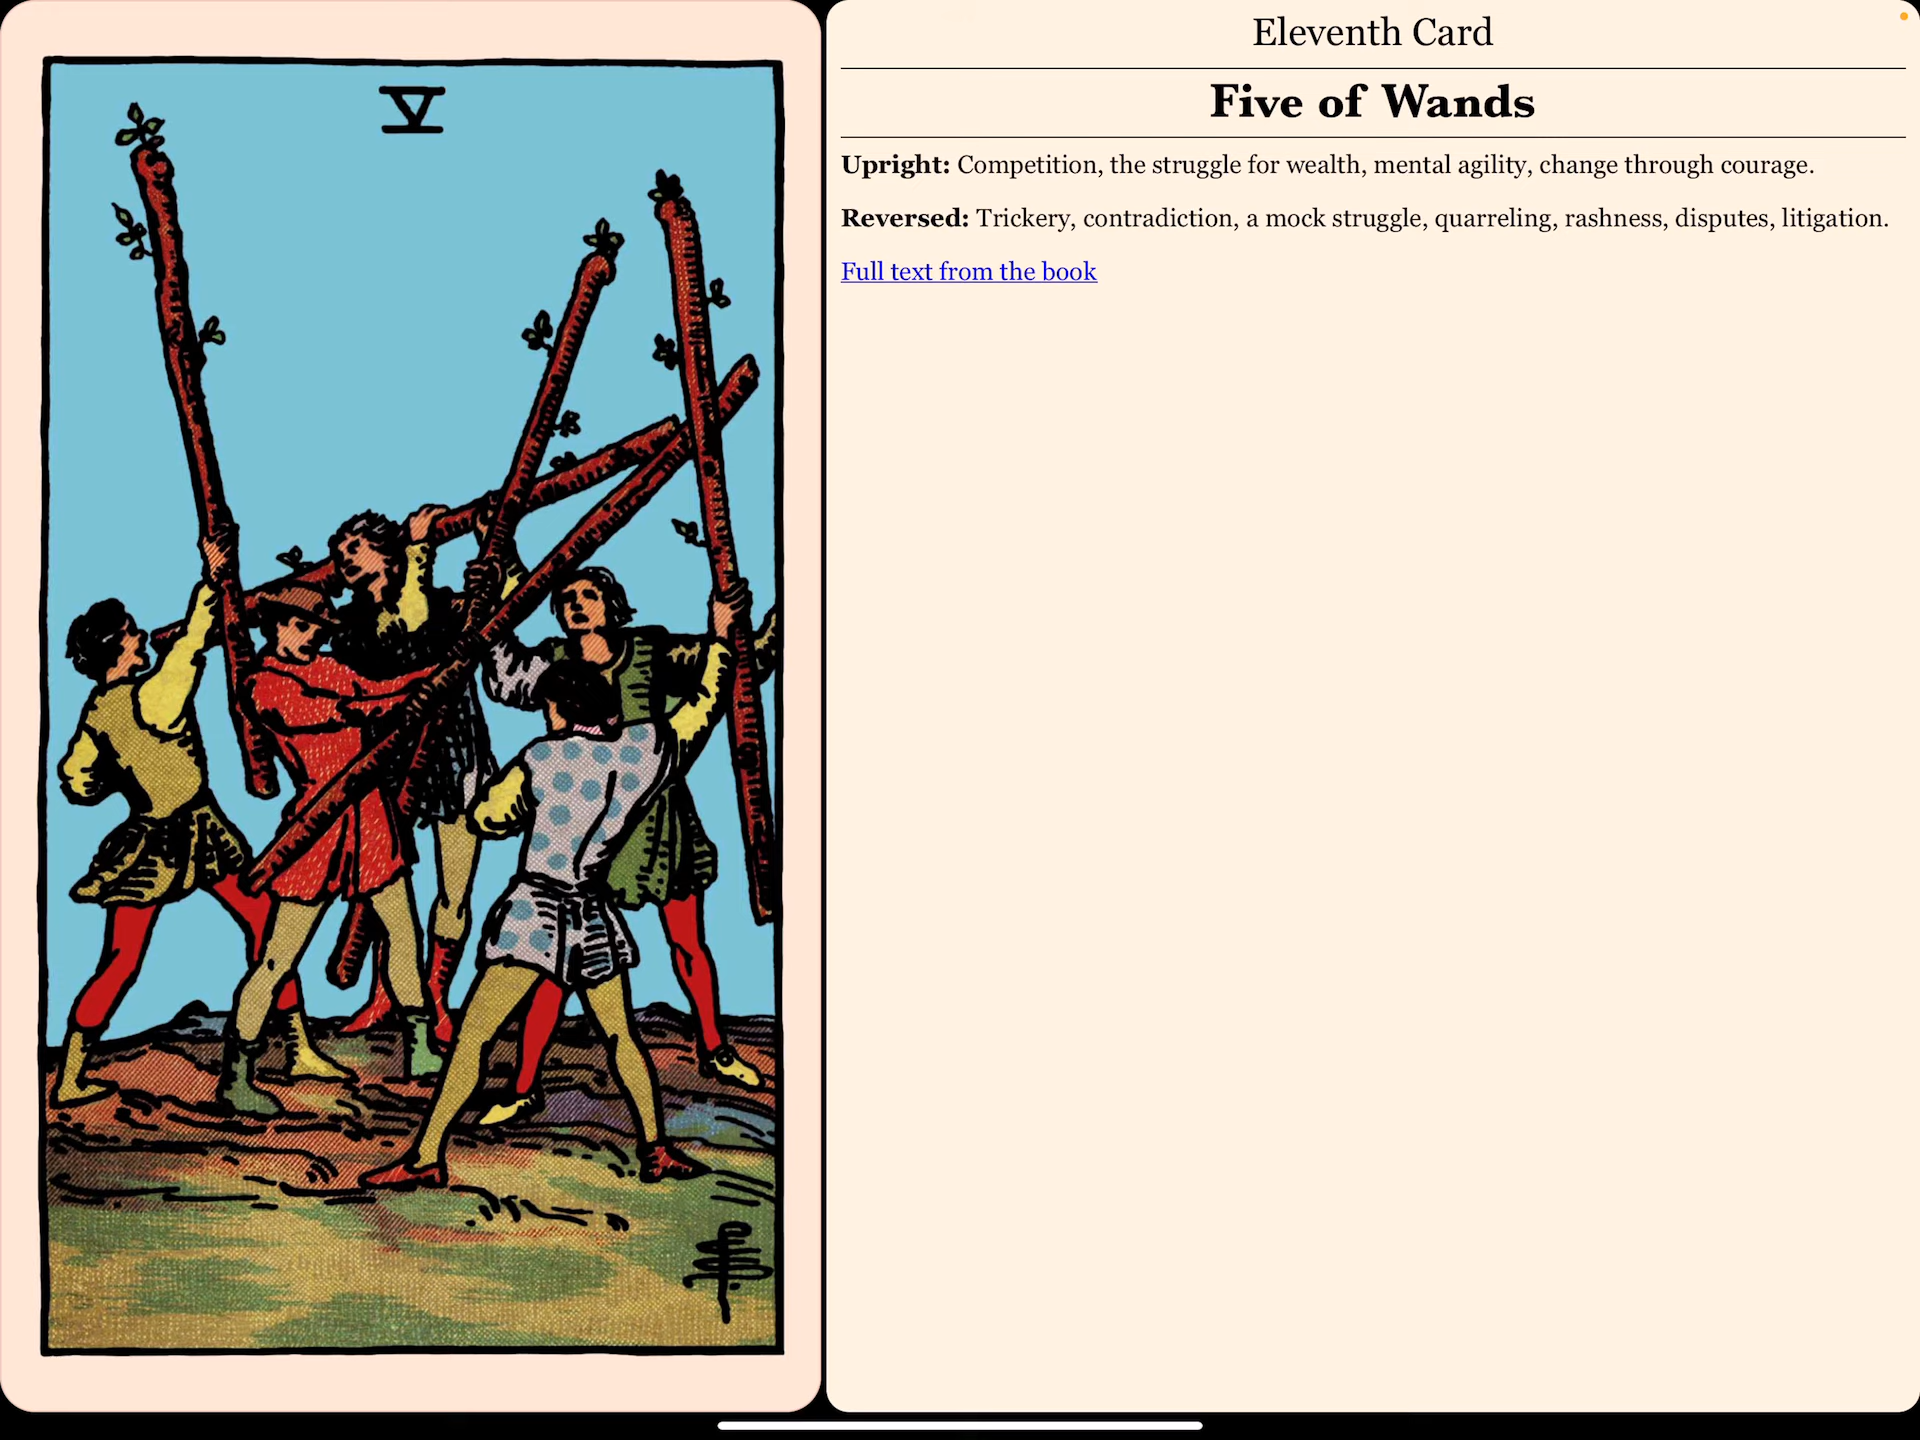 V
Eleventh Card
Five of Wands
Upright: Competition, the struggle for wealth, mental agility, change through courage.
Reversed: Trickery, contradiction, a mock struggle, quarreling, rashness, disputes, litigation.
Full text from the book